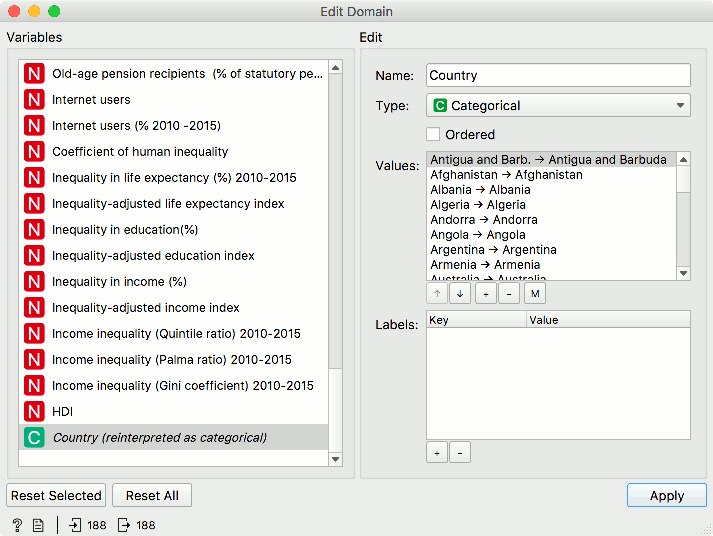 Edit Domain
Variables
N Old-age pension recipients (% of statutory pe...
N Internet users
N Internet users (% 2010 -2015)
N Coefficient of human inequality
N Inequality in life expectancy (%) 2010-2015
N Inequality-adjusted life expectancy index
N Inequality in education(%)
N Inequality-adjusted education index
N Inequality in income (%)
N Inequality-adjusted income index
N Income inequality (Quintile ratio) 2010-2015
N Income inequality (Palma ratio) 2010-2015
N Income inequality (Gini coefficient) 2010-2015
N HDI
C Country (reinterpreted as categorical)
Reset Selected Reset All
? 188 188
Edit
Name: Country
Type: C Categorical
Ordered
Values:
Antigua and Barb. → Antigua and Barbuda
Afghanistan → Afghanistan
Albania → Albania
Algeria → Algeria
Andorra → Andorra
Angola → Angola
Argentina → Argentina
Armenia → Armenia
Australia → Australia
↑ ↓ + − M
Labels:
Key Value
+ −
Apply